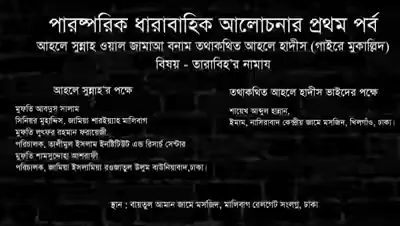 পারষ্পরিক ধারাবাহিক আলোচনার প্রথম পর্ব
আহলে সুন্নাহ ওয়াল জামাআ বনাম তথাকথিত আহলে হাদীস (গাইরে মুকাল্লিদ)
বিষয় - তারাবিহ'র নামায
আহলে সুন্নাহ'র পক্ষে
মুফতি আবদুস সালাম
সিনিয়র মুহাদ্দিস, জামিয়া শারইয়্যাহ মালিবাগ
মুফতি লুৎফর রহমান ফরায়েজী
পরিচালক, তালীমুল ইসলাম ইনস্টিটিউট এন্ড রিসার্চ সেন্টার
মুফতি শামসুদ্দোহা আশরাফী
পরিচালক, জামিয়া ইসলামিয়া রওজাতুল উলুম বাউনিয়াবাদ,ঢাকা।
তথাকথিত আহলে হাদীস ভাইদের পক্ষে
শায়েখ আব্দুল হান্নান,
ইমাম, নাসিরাবাদ কেন্দ্রীয় জামে মসজিদ, খিলগাঁও, ঢাকা।
স্থান : বায়তুল আমান জামে মসজিদ, মালিবাগ রেলগেট সংলগ্ন, ঢাকা